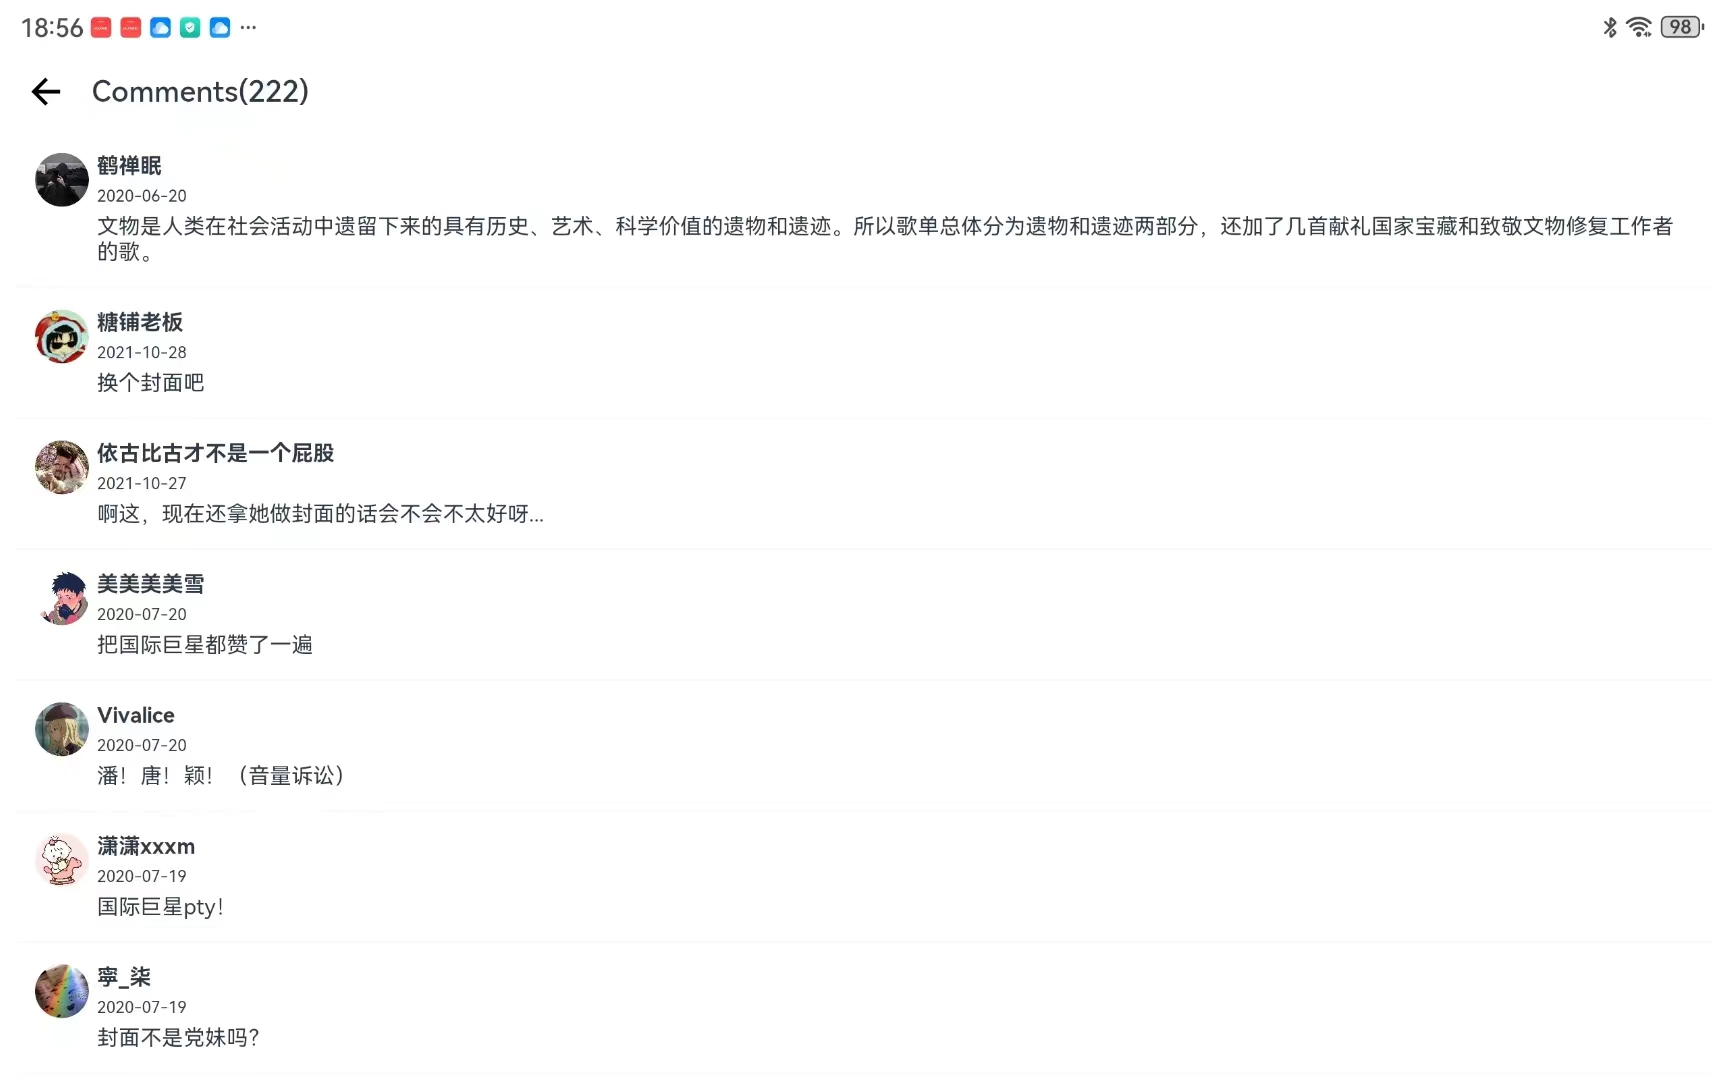 18:56
98
Comments(222)
鹤禅眠
2020-06-20
文物是人类在社会活动中遗留下来的具有历史、艺术、科学价值的遗物和遗迹。所以歌单总体分为遗物和遗迹两部分，还加了几首献礼国家宝藏和致敬文物修复工作者
的歌。
糖铺老板
2021-10-28
换个封面吧
依古比古才不是一个屁股
2021-10-27
啊这，现在还拿她做封面的话会不会不太好呀...
美美美美雪
2020-07-20
把国际巨星都赞了一遍
Vivalice
2020-07-20
潘！唐！颖！（音量诉讼）
潇潇xxxm
2020-07-19
国际巨星pty！
寧_柒
2020-07-19
封面不是党妹吗？